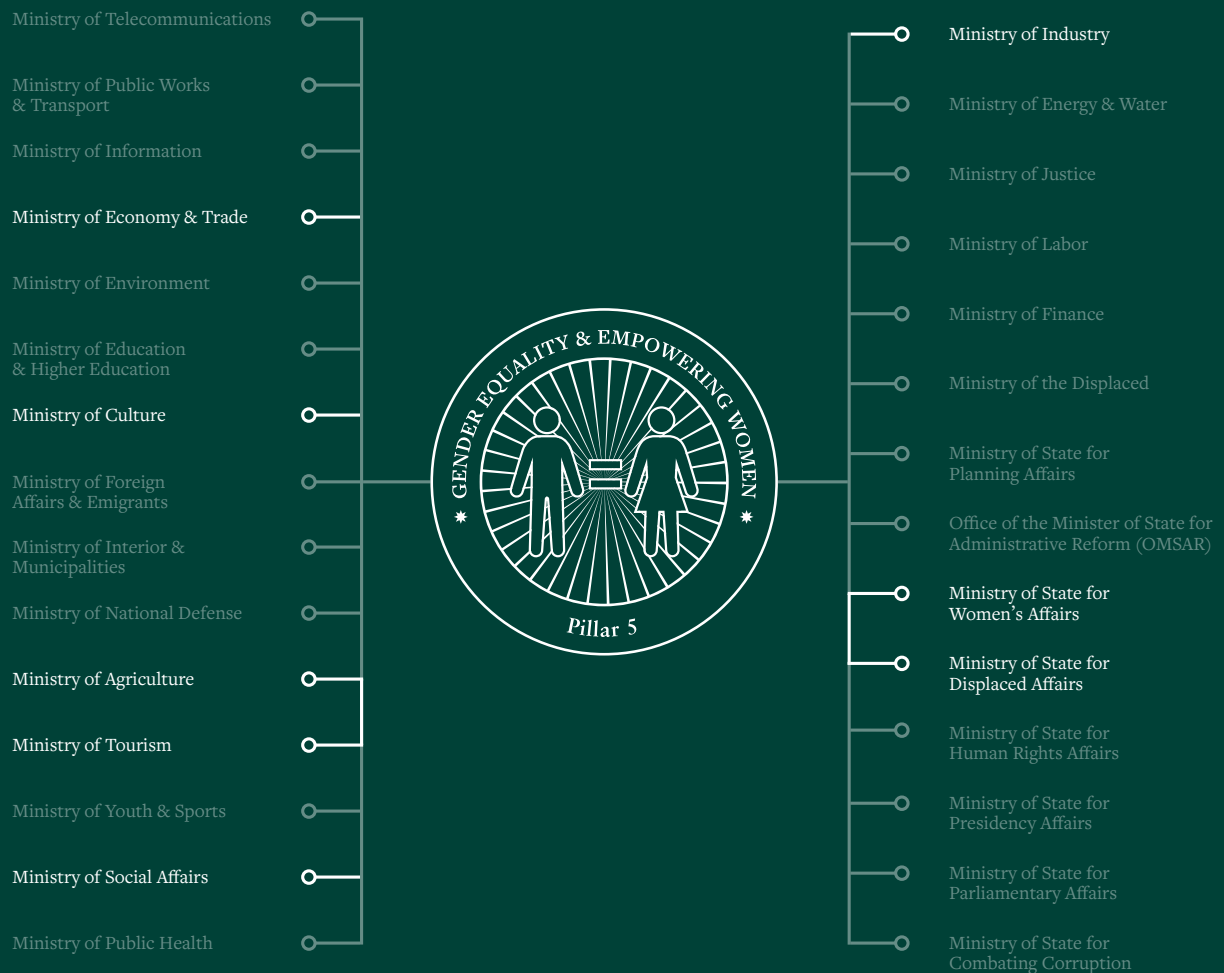 Ministry of Telecommunications
Ministry of Public Works
& Transport
Ministry of Information
Ministry of Economy & Trade
Ministry of Environment
Ministry of Education
& Higher Education
Ministry of Culture
Ministry of Foreign
Affairs & Emigrants
Ministry of Interior &
Municipalities
Ministry of National Defense
Ministry of Agriculture
Ministry of Tourism
Ministry of Youth & Sports
Ministry of Social Affairs
Ministry of Public Health
GENDER EQUALITY & EMPOWERING WOMEN
Pillar 5
Ministry of Industry
Ministry of Energy & Water
Ministry of Justice
Ministry of Labor
Ministry of Finance
Ministry of the Displaced
Ministry of State for
Planning Affairs
Office of the Minister of State for
Administrative Reform (OMSAR)
Ministry of State for
Women's Affairs
Ministry of State for
Displaced Affairs
Ministry of State for
Human Rights Affairs
Ministry of State for
Presidency Affairs
Ministry of State for
Parliamentary Affairs
Ministry of State for
Combating Corruption